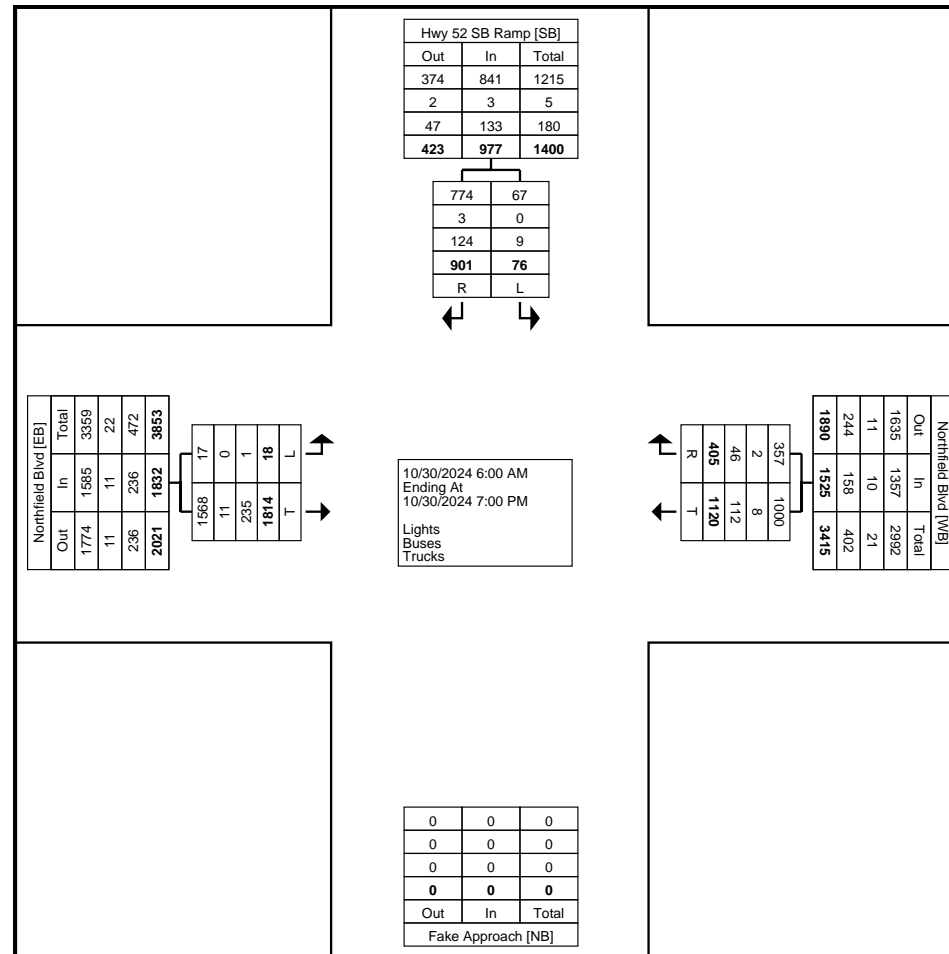 Hwy 52 SB Ramp [SB]
Out In Total
374 841 1215
2 3 5
47 133 180
423 977 1400
774 67
3 0
124 9
901 76
R L
Northfield Blvd [EB]
Out In Total
1774 1585 3359
11 11 22
236 236 472
2021 1832 3853
1568 17
11 0
235 1
1814 18
T L
10/30/2024 6:00 AM
Ending At
10/30/2024 7:00 PM
Lights
Buses
Trucks
Northfield Blvd [WB]
Out In Total
1635 1357 2992
11 10 21
244 158 402
1890 1525 3415
357 1000
2 8
46 112
405 1120
R T
0 0 0
0 0 0
0 0 0
0 0 0
Out In Total
Fake Approach [NB]